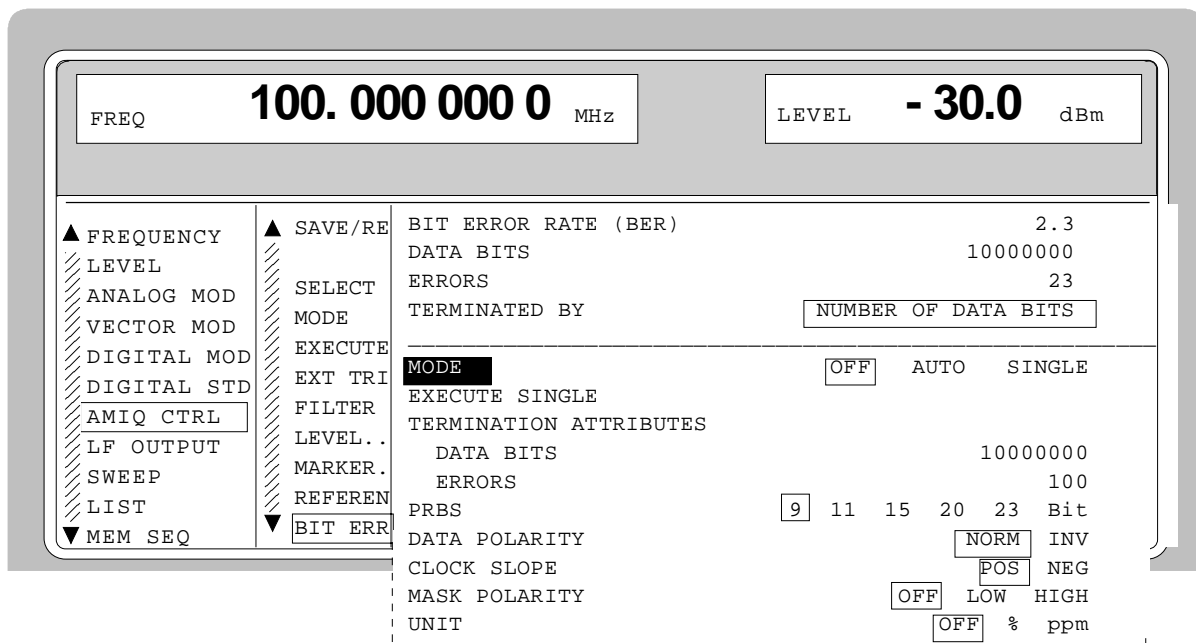 FREQ 100. 000 000 0 MHz
LEVEL - 30.0 dBm
FREQUENCY
LEVEL
ANALOG MOD
VECTOR MOD
DIGITAL MOD
DIGITAL STD
AMIQ CTRL
LF OUTPUT
SWEEP
LIST
MEM SEQ
SAVE/RE
SELECT
MODE
EXECUTE
EXT TRI
FILTER
LEVEL..
MARKER.
REFEREN
BIT ERR
BIT ERROR RATE (BER) 2.3
DATA BITS 10000000
ERRORS 23
TERMINATED BY NUMBER OF DATA BITS
MODE OFF AUTO SINGLE
EXECUTE SINGLE
TERMINATION ATTRIBUTES
DATA BITS 10000000
ERRORS 100
PRBS 9 11 15 20 23 Bit
DATA POLARITY NORM INV
CLOCK SLOPE POS NEG
MASK POLARITY OFF LOW HIGH
UNIT OFF % ppm